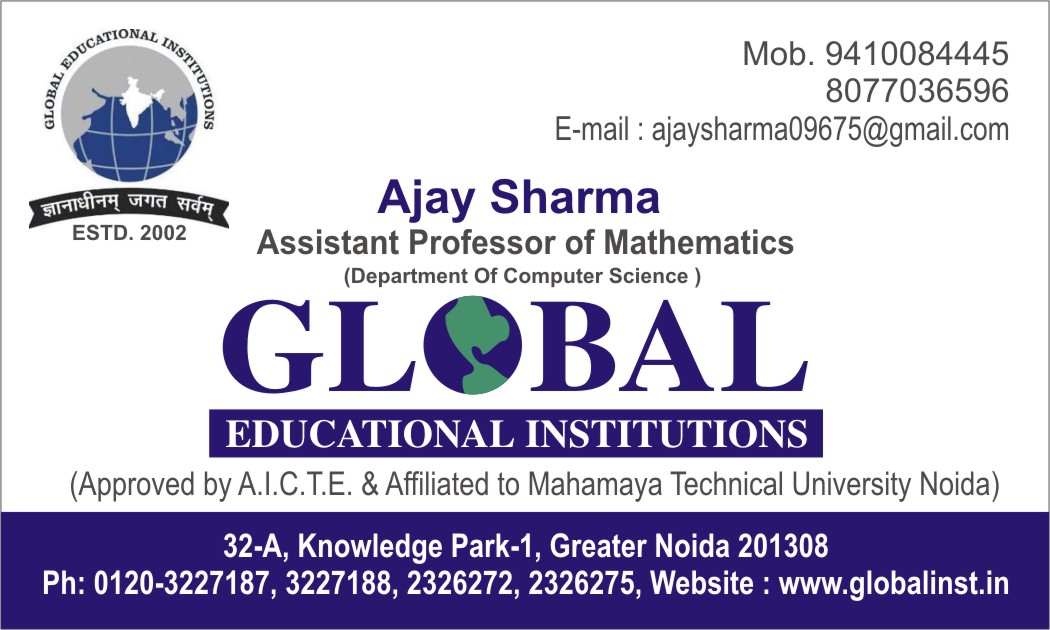 GLOBAL EDUCATIONAL INSTITUTIONS
ज्ञानाधीनम् जगत सर्वम्
ESTD. 2002
Mob. 9410084445
8077036596
E-mail : ajaysharma09675@gmail.com
Ajay Sharma
Assistant Professor of Mathematics
(Department Of Computer Science )
GLOBAL
EDUCATIONAL INSTITUTIONS
(Approved by A.I.C.T.E. & Affiliated to Mahamaya Technical University Noida)
32-A, Knowledge Park-1, Greater Noida 201308
Ph: 0120-3227187, 3227188, 2326272, 2326275, Website : www.globalinst.in